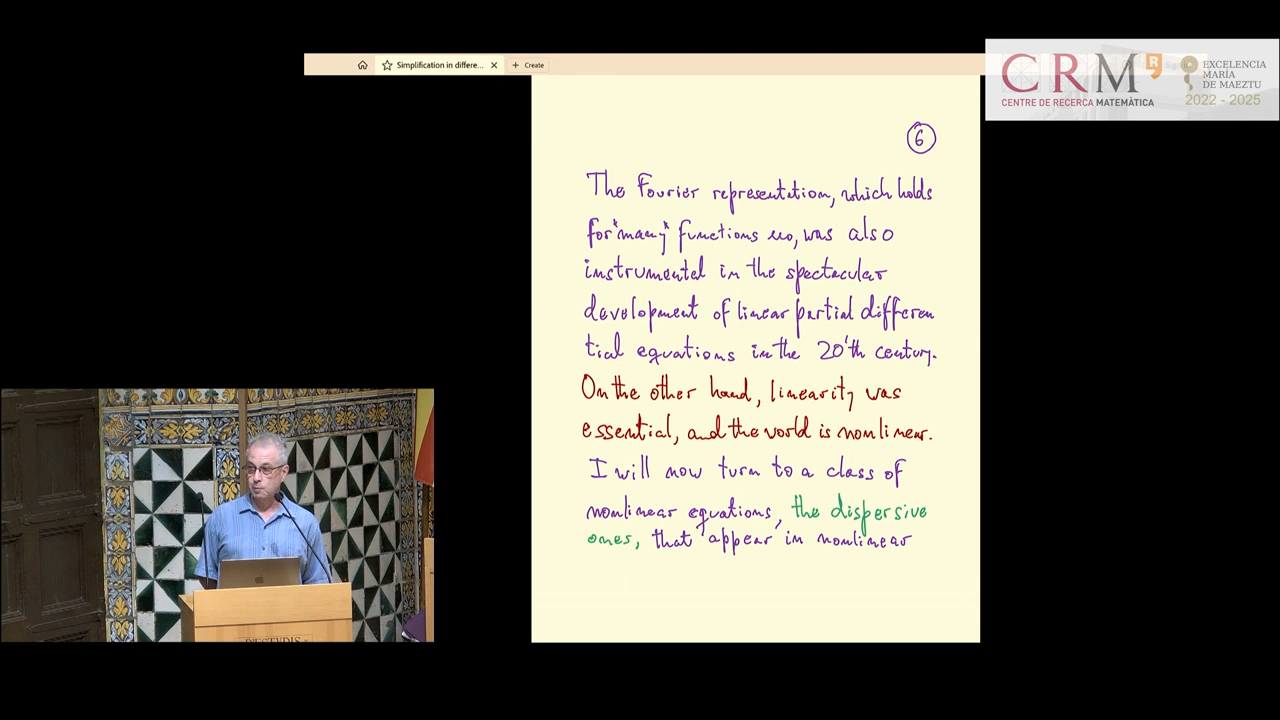 Simplification in differe...
Create
CRM
CENTRE DE RECERCA MATEMÀTICA
EXCELENCIA
MARÍA
DE MAEZTU
2022 - 2025
6
The Fourier representation, which holds
for "many" functions u0, was also
instrumental in the spectacular
development of linear partial differen
tial equations in the 20'th century.
On the other hand, linearity was
essential, and the world is nonlinear.
I will now turn to a class of
nonlinear equations, the dispersive
ones, that appear in nonlinear
D'ESTVDIS